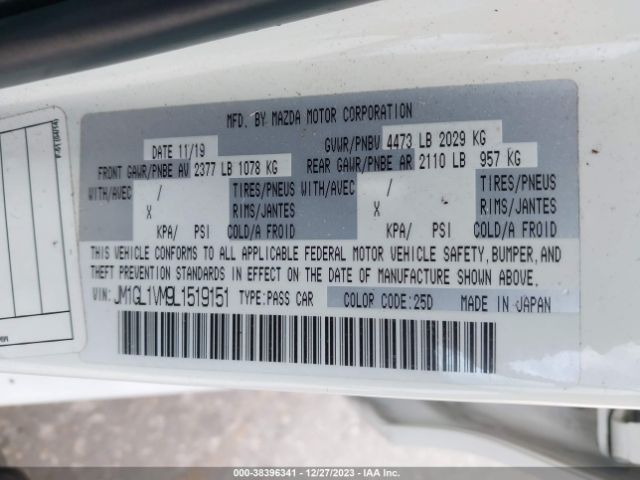 MFD. BY MAZDA MOTOR CORPORATION
DATE 11/19 GVWR/PNBV 4473 LB 2029 KG
FRONT GAWR/PNBE AV 2377 LB 1078 KG REAR GAWR/PNBE AR 2110 LB 957 KG
WITH/AVEC / TIRES/PNEUS WITH/AVEC / TIRES/PNEUS
X RIMS/JANTES X RIMS/JANTES
KPA/ PSI COLD/A FROID KPA/ PSI COLD/A FROID
THIS VEHICLE CONFORMS TO ALL APPLICABLE FEDERAL MOTOR VEHICLE SAFETY, BUMPER, AND
THEFT PREVENTION STANDARDS IN EFFECT ON THE DATE OF MANUFACTURE SHOWN ABOVE.
VIN: JM1GL1VM9L1519151 TYPE:PASS CAR COLOR CODE:25D MADE IN JAPAN
000-38396341 - 12/27/2023 - IAA Inc.